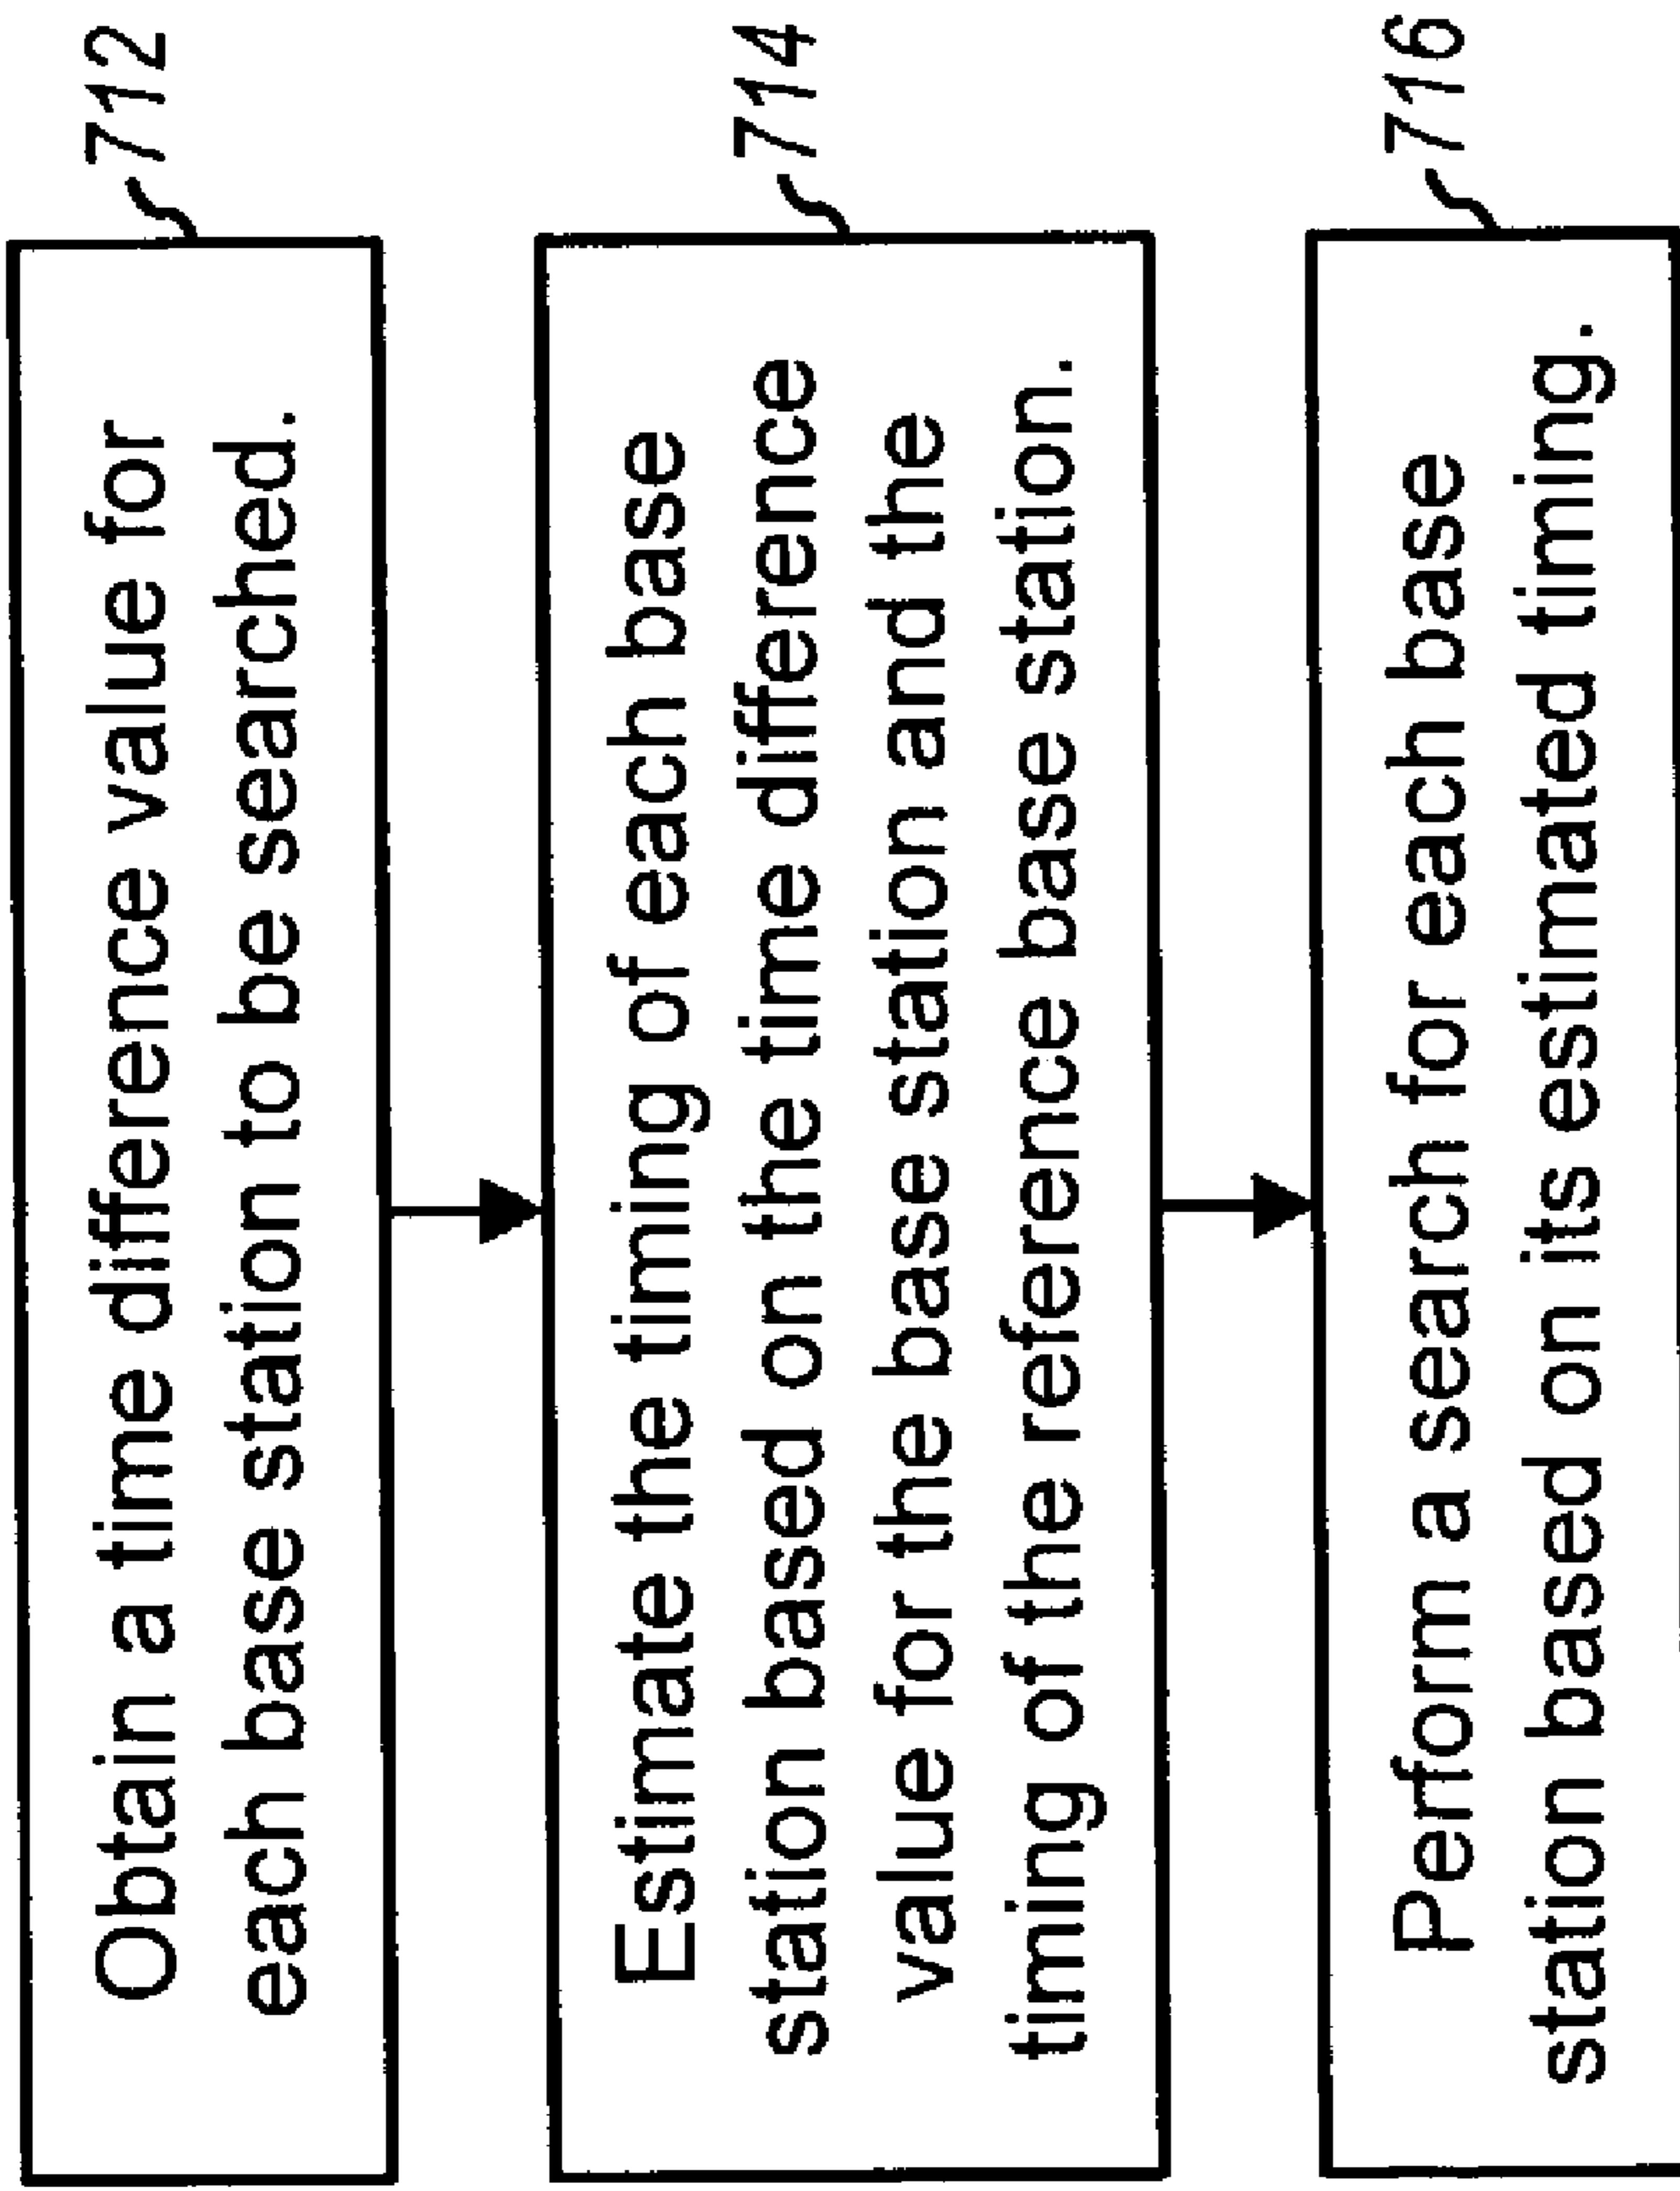 Obtain a time difference value for
each base station to be searched.
712
Estimate the timing of each base
station based on the time difference
value for the base station and the
timing of the reference base station.
714
Perform a search for each base
station based on its estimated timing.
716